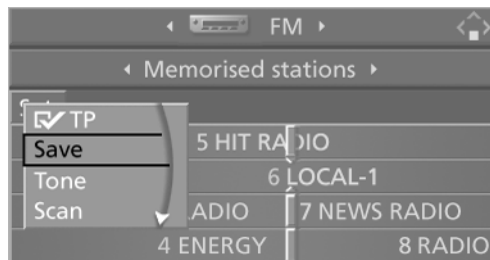 FM
Memorised stations
TP
Save
Tone
Scan
5 HIT RADIO
6 LOCAL-1
ADIO
7 NEWS RADIO
4 ENERGY
8 RADIO